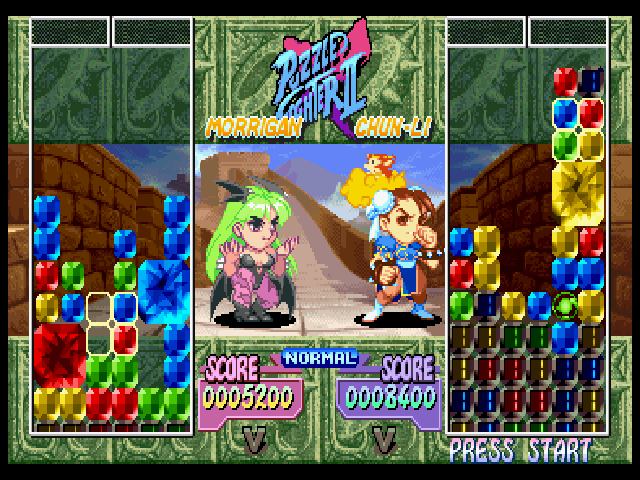 PUZZLE
FIGHTER II
MORRIGAN CHUN-LI
NORMAL
SCORE SCORE
0005200 0008400
PRESS START